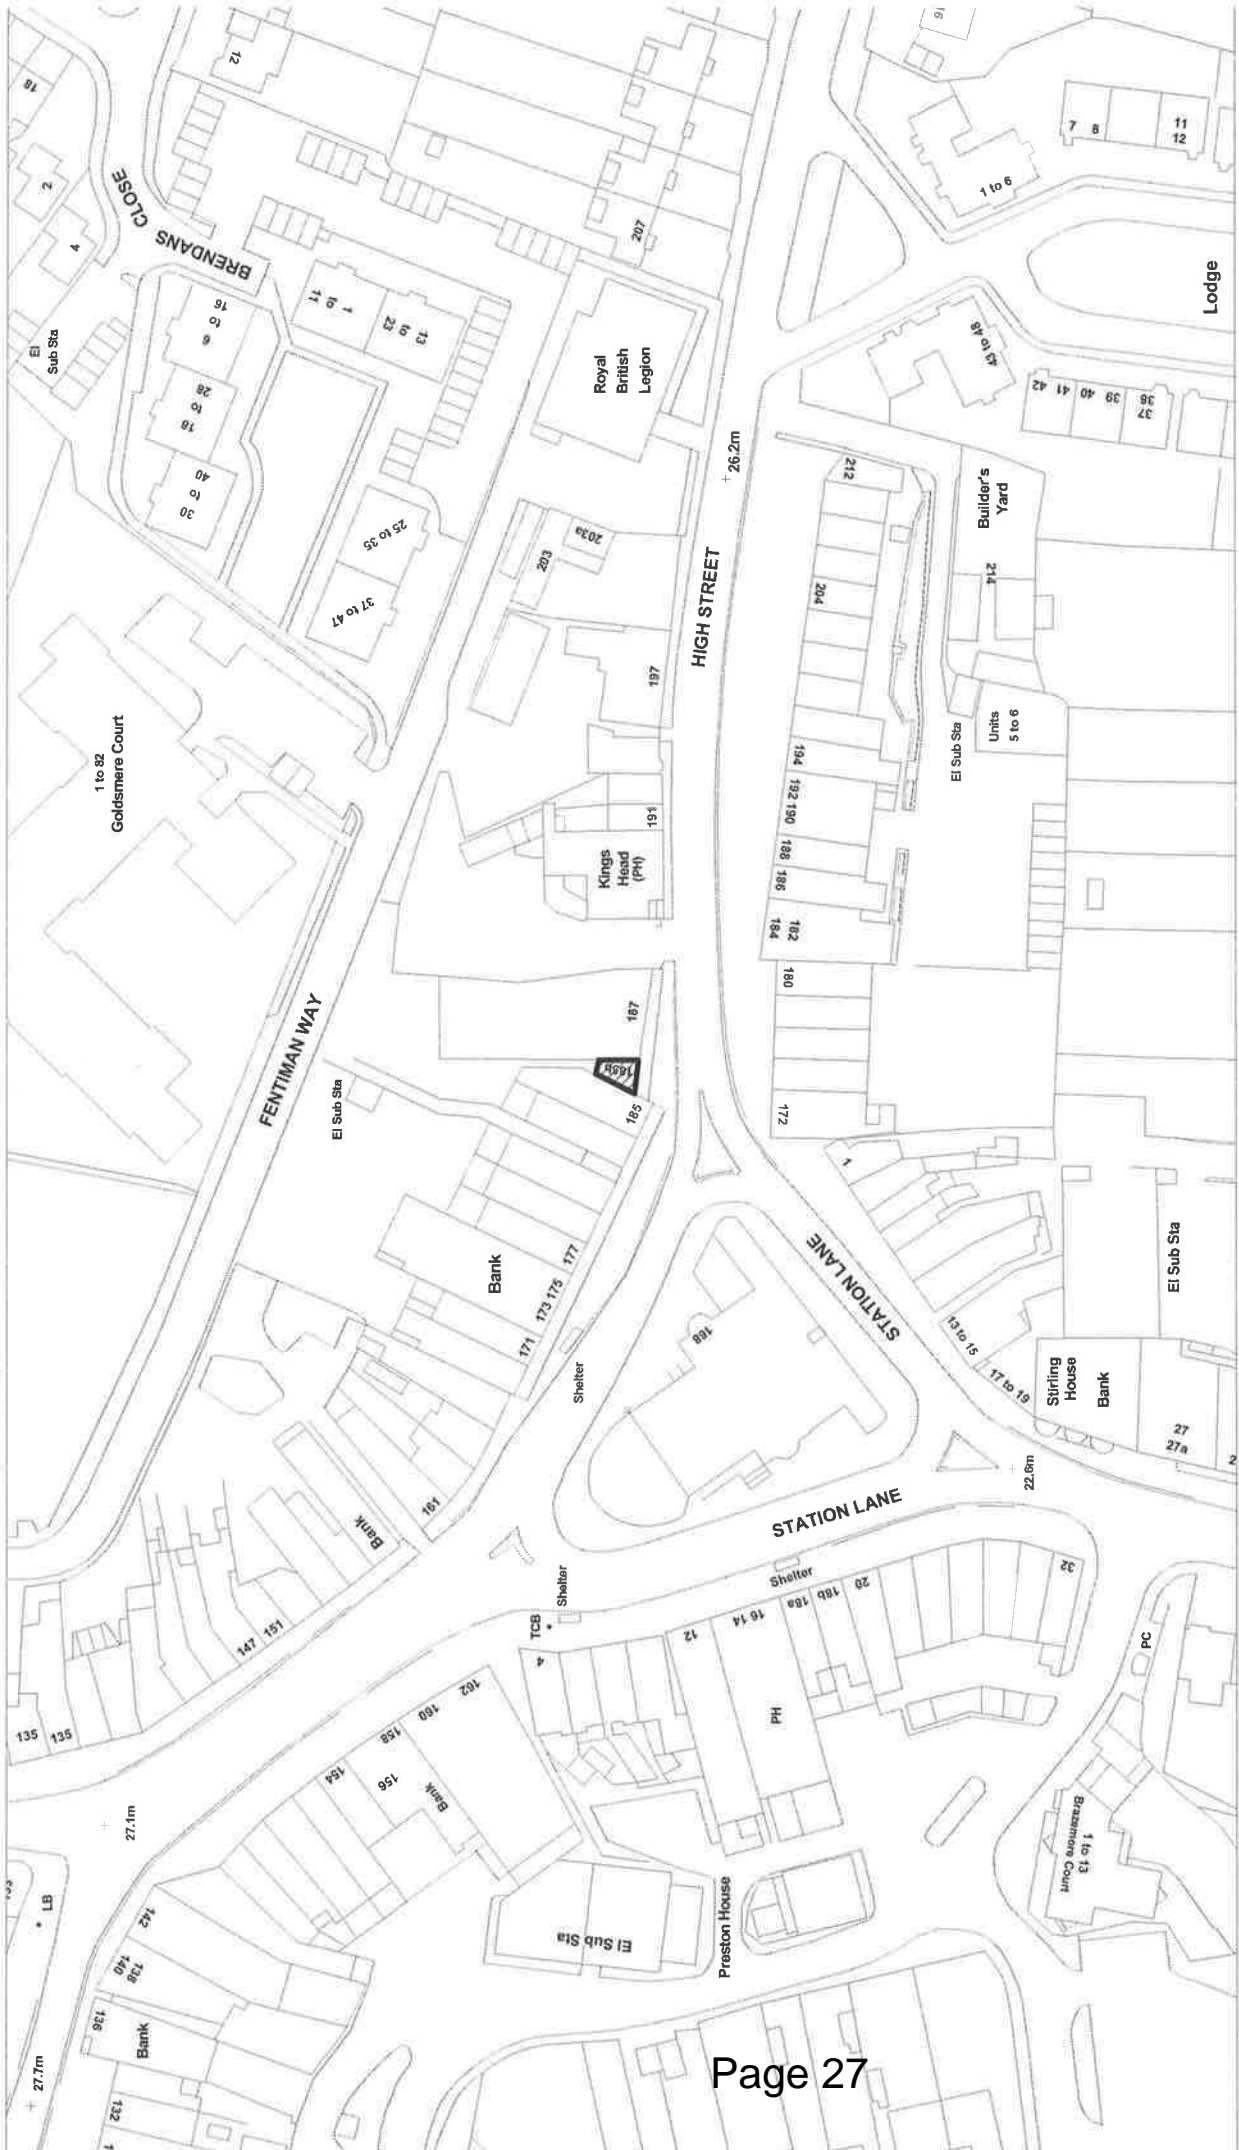 18
12
16
2
4
BRENDANS CLOSE
El
Sub Sta
6
to
16
18
to
28
30
to
40
1
to
11
13
to
23
25 to 35
37 to 47
207
Royal
British
Legion
26.2m
HIGH STREET
7
8
11
12
1 to 6
Lodge
43 to 48
42
41
40
39
38
37
212
Builder's
Yard
214
204
203
203a
197
1 to 82
Goldsmere Court
194
192
190
188
186
184
182
180
172
El Sub Sta
Units
5 to 6
191
Kings
Head
(PH)
187
185b
185
FENTIMAN WAY
El Sub Sta
Bank
177
175
173
171
Shelter
168
1
STATION LANE
13 to 15
17 to 19
Stirling
House
Bank
El Sub Sta
27
27a
2
22.6m
161
Bank
151
147
135
135
STATION LANE
Shelter
TCB
Shelter
4
12
14
16
18a
18b
20
32
PH
PC
162
160
158
156
154
Bank
27.1m
LB
27.7m
142
140
138
136
Bank
132
El Sub Sta
Preston House
1 to 13
Brazemore Court
Page 27